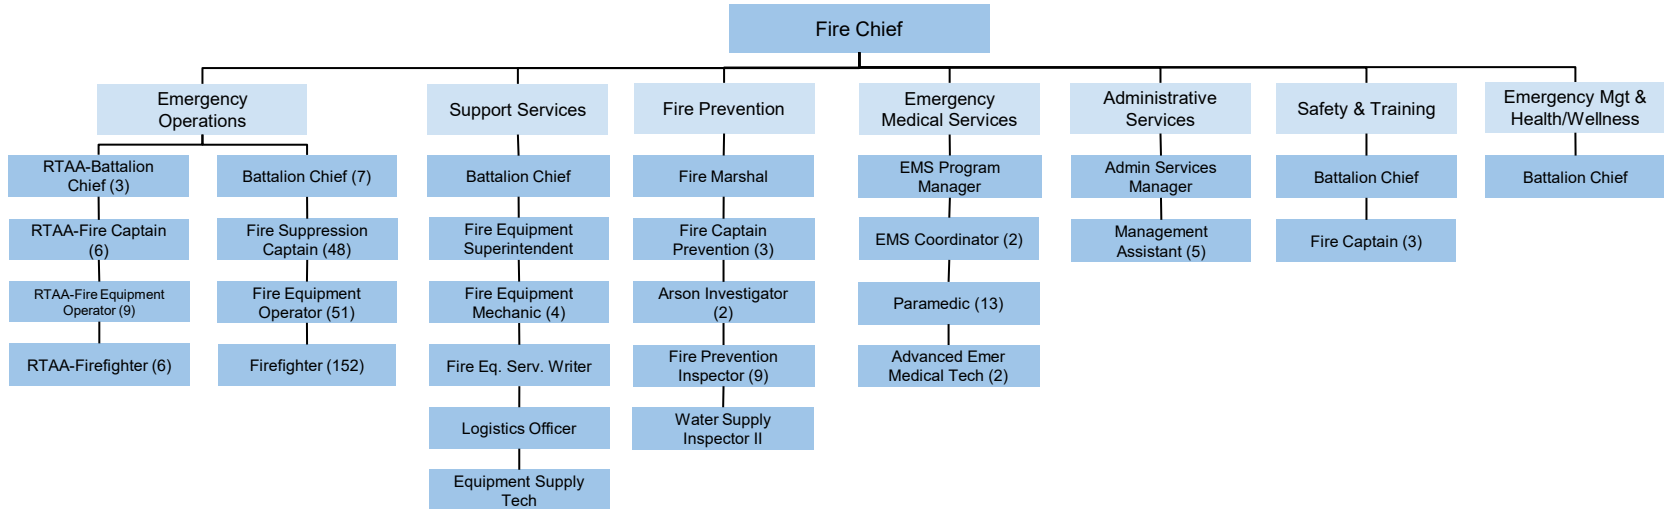 Fire Chief
Emergency
Operations
Support Services
Fire Prevention
Emergency
Medical Services
Administrative
Services
Safety & Training
Emergency Mgt &
Health/Wellness
RTAA-Battalion
Chief (3)
Battalion Chief (7)
Battalion Chief
Fire Marshal
EMS Program
Manager
Admin Services
Manager
Battalion Chief
Battalion Chief
RTAA-Fire Captain
(6)
Fire Suppression
Captain (48)
Fire Equipment
Superintendent
Fire Captain
Prevention (3)
EMS Coordinator (2)
Management
Assistant (5)
Fire Captain (3)
RTAA-Fire Equipment
Operator (9)
Fire Equipment
Operator (51)
Fire Equipment
Mechanic (4)
Arson Investigator
(2)
Paramedic (13)
RTAA-Firefighter (6)
Firefighter (152)
Fire Eq. Serv. Writer
Fire Prevention
Inspector (9)
Advanced Emer
Medical Tech (2)
Logistics Officer
Water Supply
Inspector II
Equipment Supply
Tech